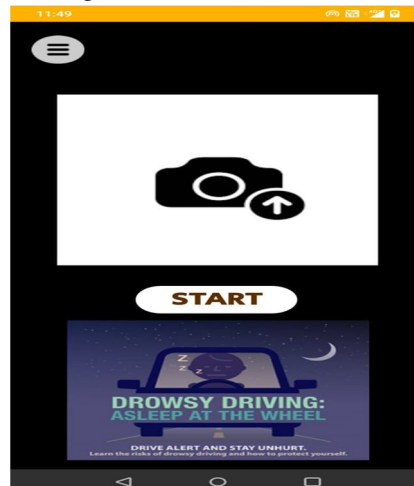 11:49
START
Z
Z
Z
DROWSY DRIVING:
ASLEEP AT THE WHEEL
DRIVE ALERT AND STAY UNHURT.
Learn the risks of drowsy driving and how to protect yourself.